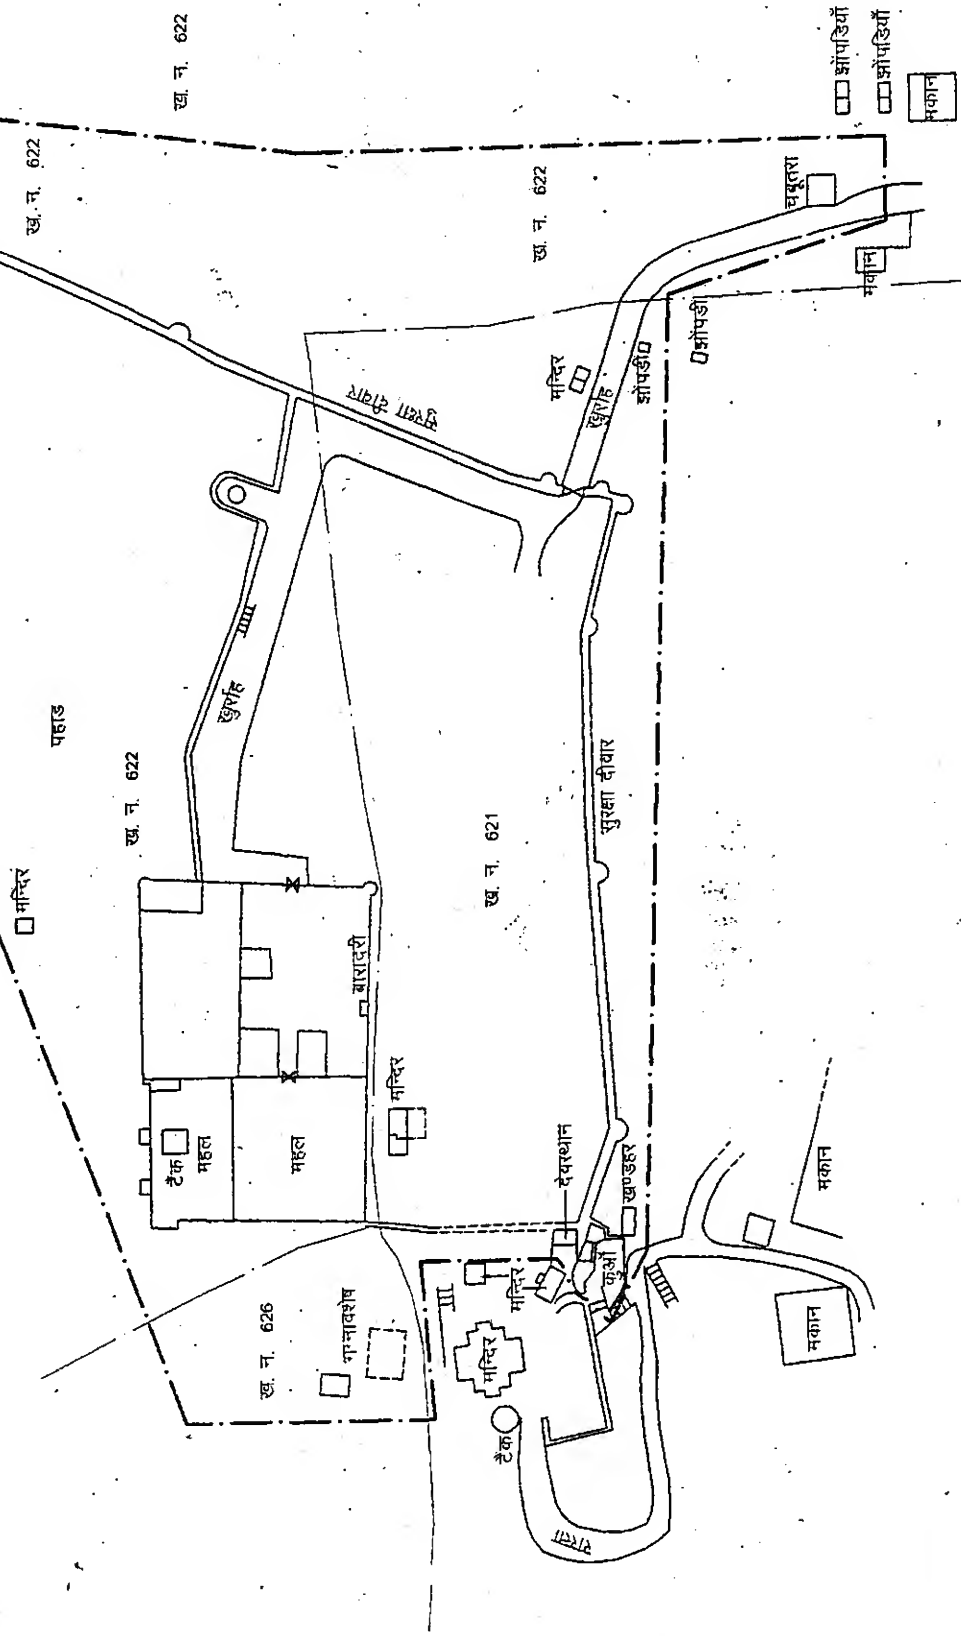 ख. न. 622
ख. न. 622
झोंपडियाँ
झोंपडियाँ
मकान
ख. न. 622
चबूतरा
मकान
झोंपडी
झोंपडी
मन्दिर
खुर्राह
सुरक्षा दीवार
पहाड
खुर्राह
ख. न. 622
मन्दिर
सुरक्षा दीवार
ख. न. 621
बारादरी
मन्दिर
टैंक
महल
महल
देवस्थान
खण्डहर
मकान
कुआँ
मन्दिर
ख. न. 626
भग्नावशेष
मन्दिर
मकान
टैंक
रास्ता